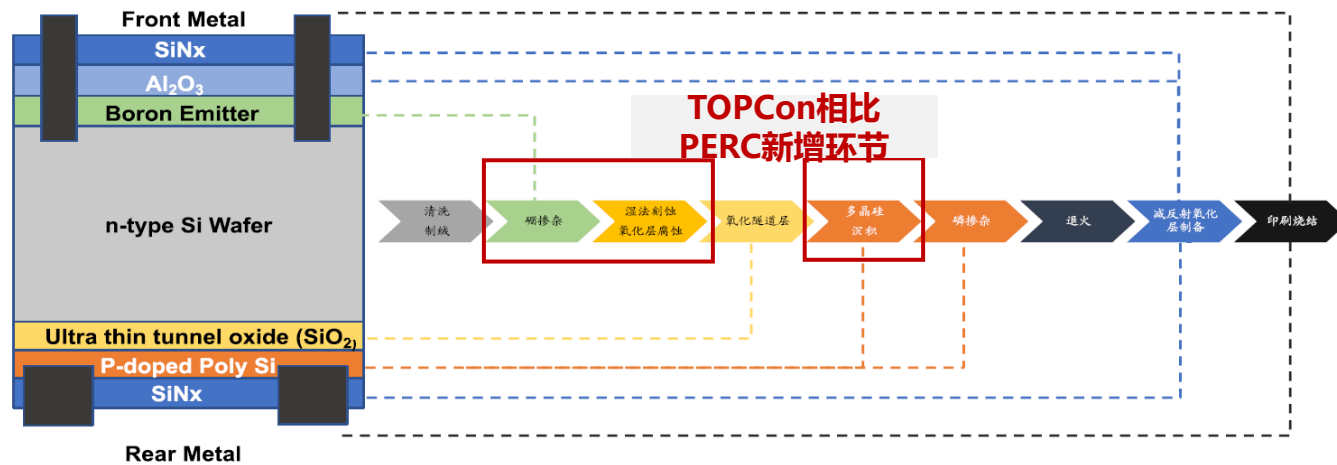 Front Metal
SiNx
Al₂O₃
Boron Emitter
n-type Si Wafer
Ultra thin tunnel oxide (SiO₂)
P-doped Poly Si
SiNx
Rear Metal
TOPCon相比
PERC新增环节
清洗
制绒
硼掺杂
湿法刻蚀
氧化层腐蚀
氧化隧道层
多晶硅
沉积
磷掺杂
退火
减反射氧化
层制备
印刷烧结